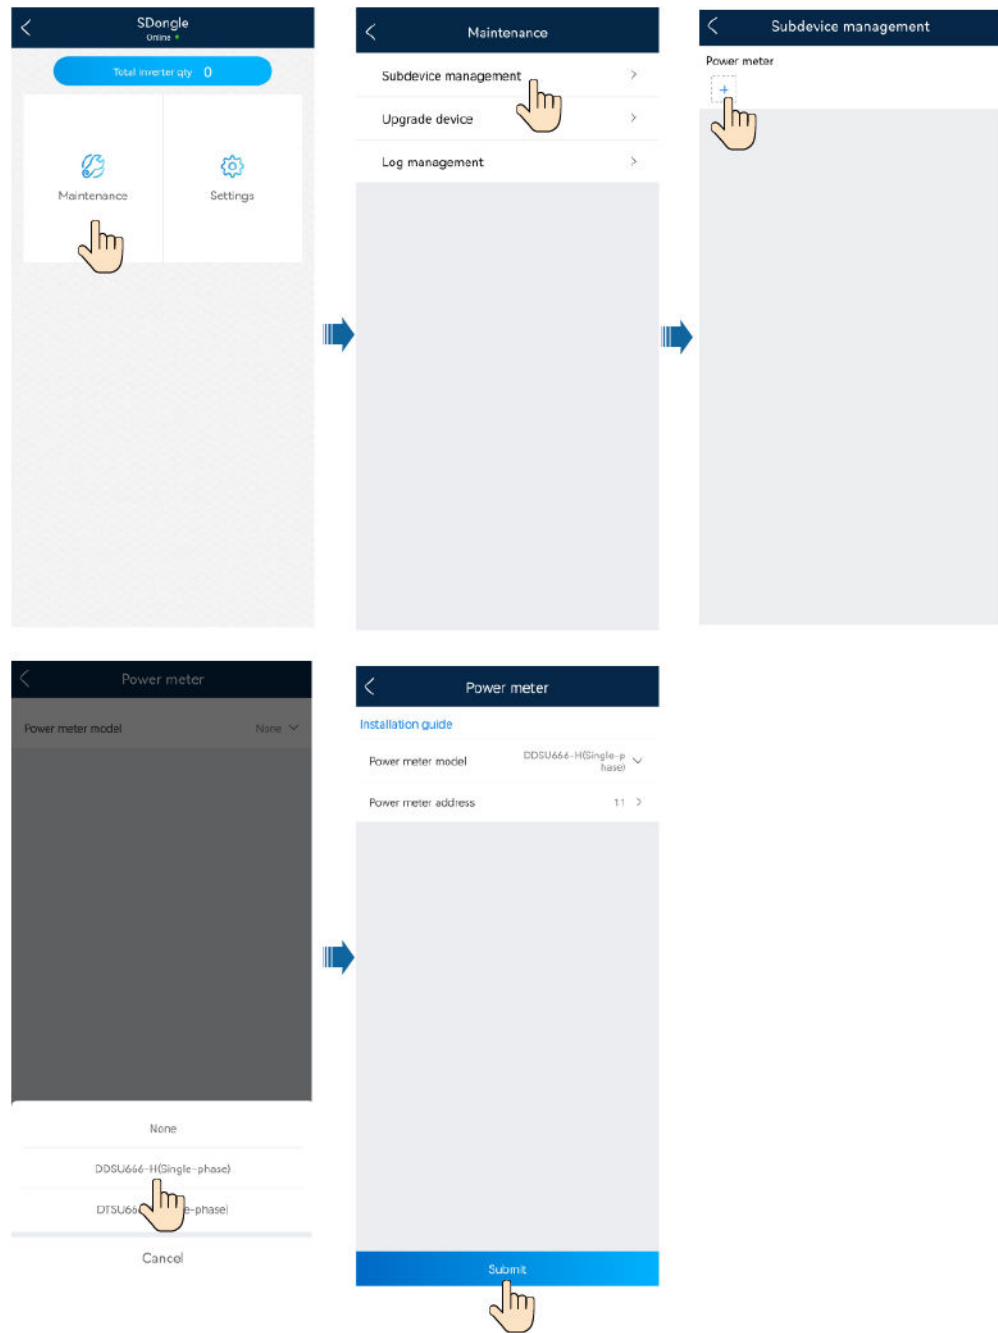 SDongle
Online
Total inverter qty 0
Maintenance
Settings
Maintenance
Subdevice management
Upgrade device
Log management
Subdevice management
Power meter
+
Power meter
Power meter model None
None
DDSU666-H(Single-phase)
DTSU66 e-phase)
Cancel
Power meter
Installation guide
Power meter model DDSU666-H(Single-p
hase)
Power meter address 11
Submit